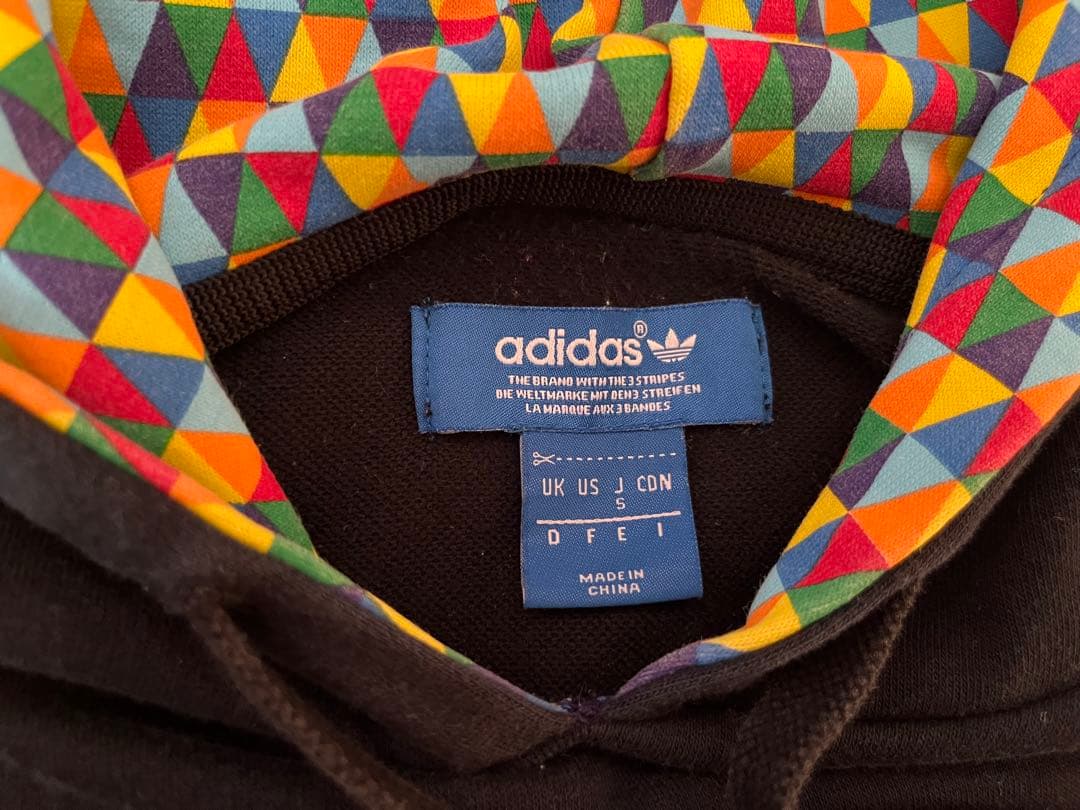 adidas®
THE BRAND WITH THE 3 STRIPES
DIE WELTMARKE MIT DEN 3 STREIFEN
LA MARQUE AUX 3 BANDES
UK US J CDN
S
D F E I
MADE IN
CHINA